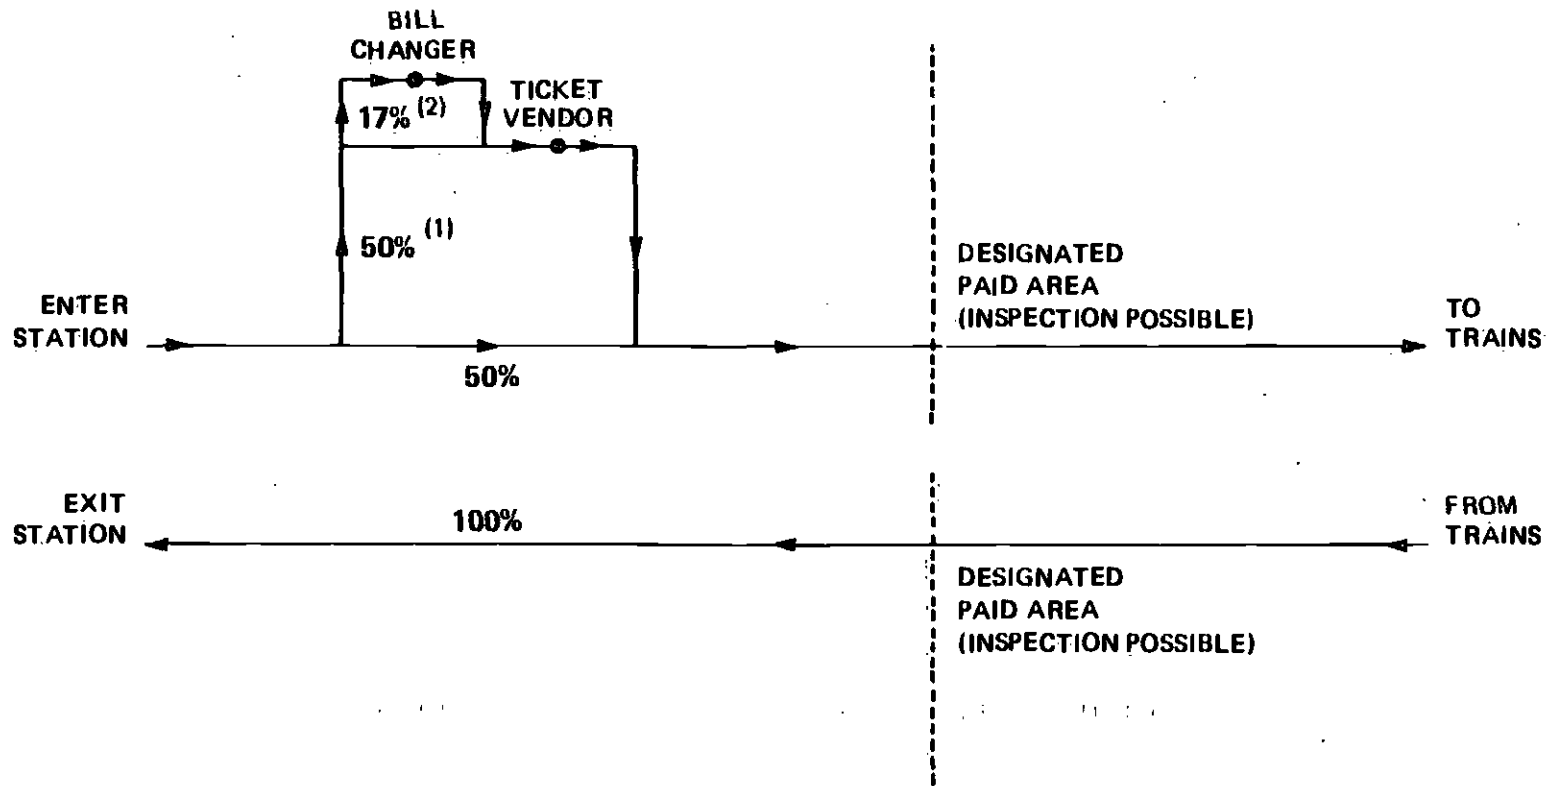 BILL
CHANGER
17% (2)
TICKET
VENDOR
50% (1)
ENTER
STATION
50%
DESIGNATED
PAID AREA
(INSPECTION POSSIBLE)
TO
TRAINS
EXIT
STATION
100%
FROM
TRAINS
DESIGNATED
PAID AREA
(INSPECTION POSSIBLE)